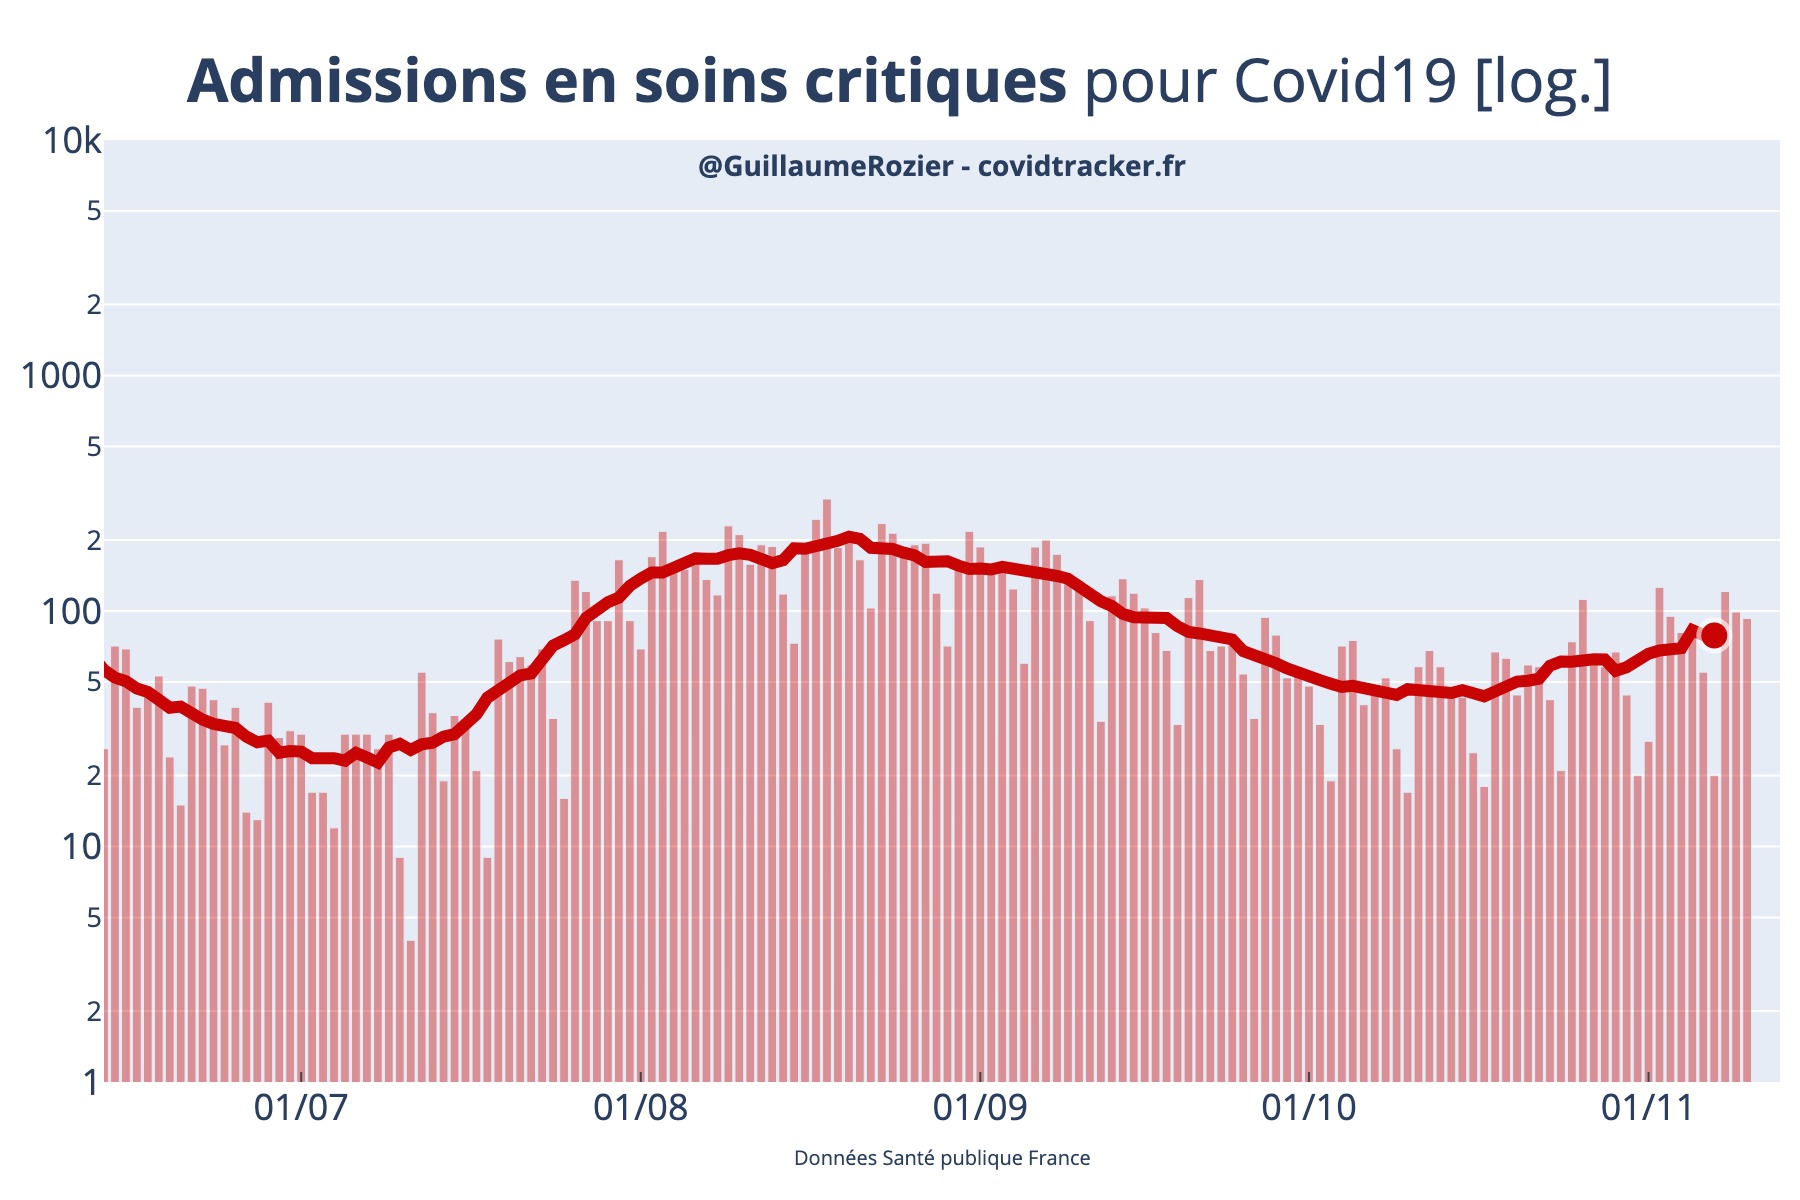 Admissions en soins critiques pour Covid19 [log.]
@GuillaumeRozier - covidtracker.fr
10k
5
2
1000
5
2
100
5
2
10
5
2
1
01/07 01/08 01/09 01/10 01/11
Données Santé publique France